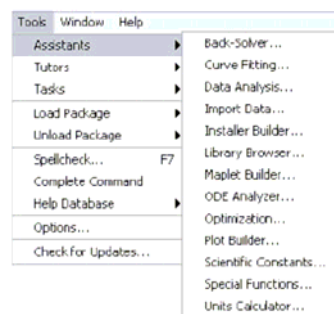 Tools Window Help
Assistants
Tutors
Tasks
Load Package
Unload Package
Spellcheck... F7
Complete Command
Help Database
Options...
Check for Updates...
Back-Solver...
Curve Fitting...
Data Analysis...
Import Data...
Installer Builder...
Library Browser...
Maplet Builder...
ODE Analyzer...
Optimization...
Plot Builder...
Scientific Constants...
Special Functions...
Units Calculator...